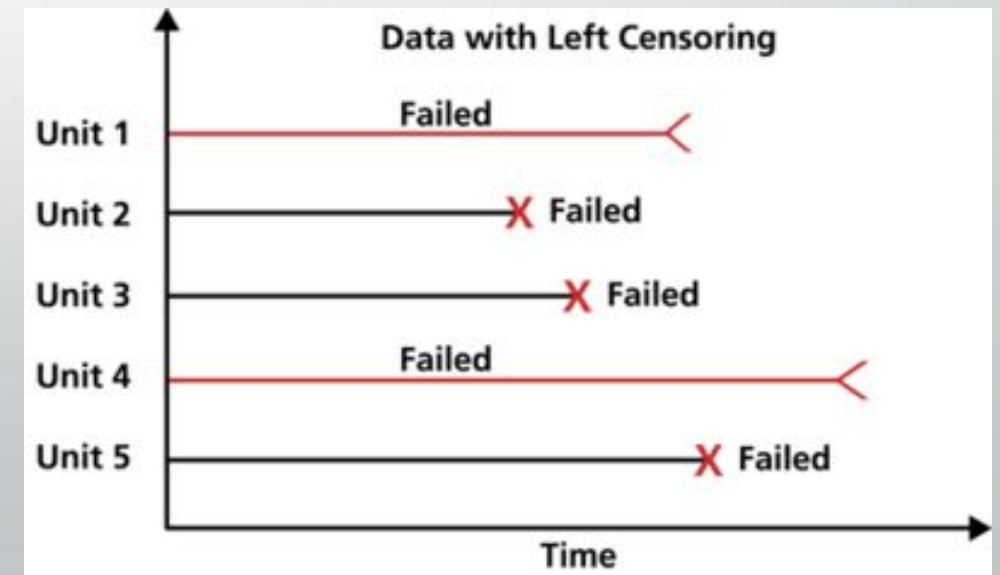 Data with Left Censoring
Unit 1 Failed
Unit 2 X Failed
Unit 3 X Failed
Unit 4 Failed
Unit 5 X Failed
Time